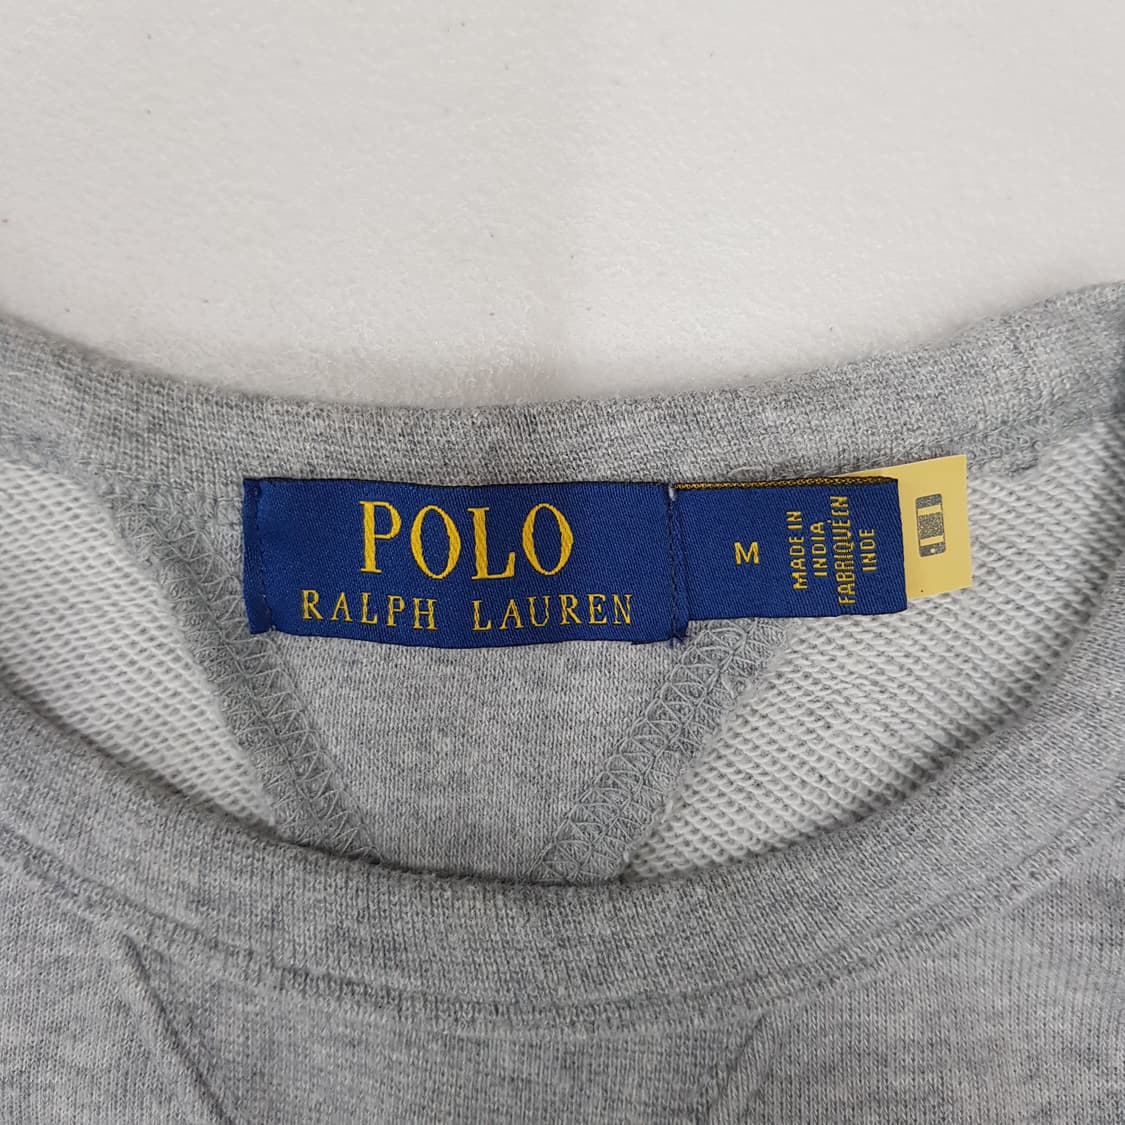 POLO
RALPH LAUREN
M
MADE IN
INDIA
FABRIQUÉ EN
INDE